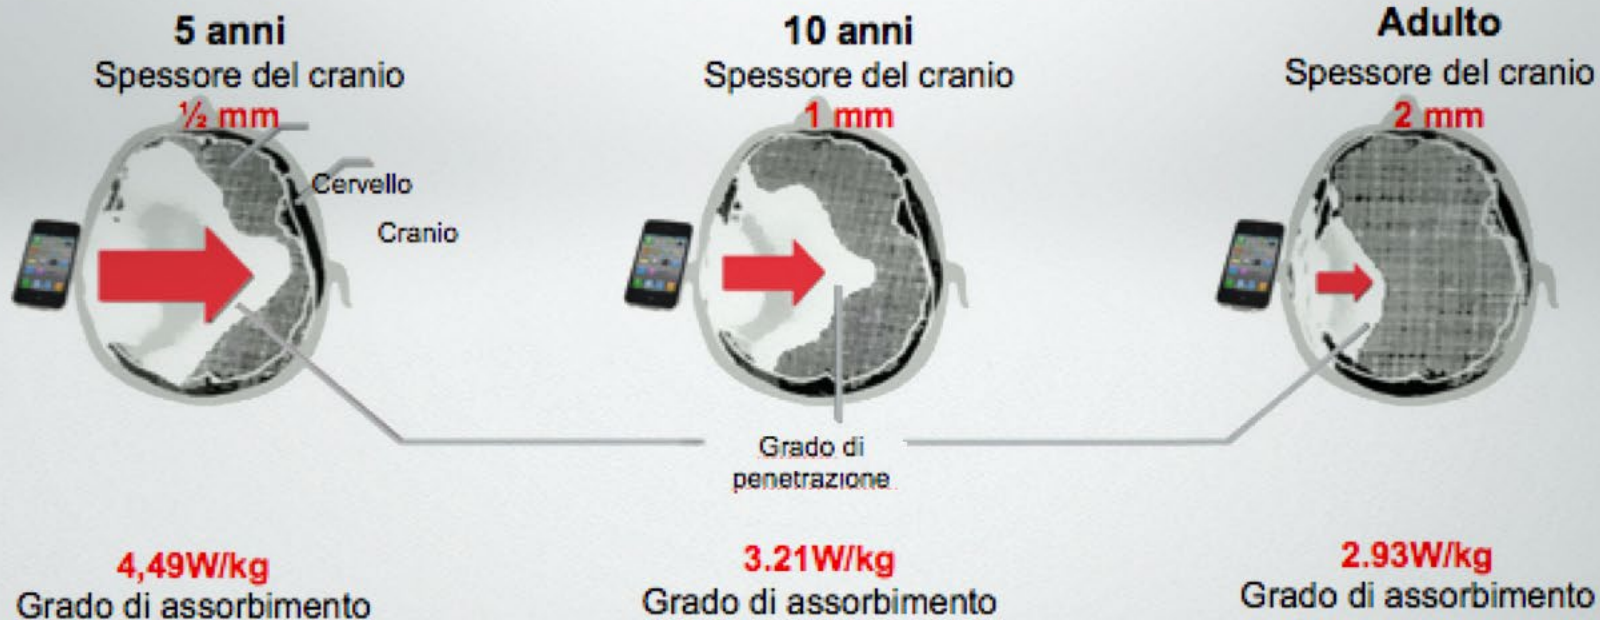 5 anni
Spessore del cranio
½ mm
10 anni
Spessore del cranio
1 mm
Adulto
Spessore del cranio
2 mm
Cervello
Cranio
Grado di
penetrazione
4,49W/kg
Grado di assorbimento
3.21W/kg
Grado di assorbimento
2.93W/kg
Grado di assorbimento